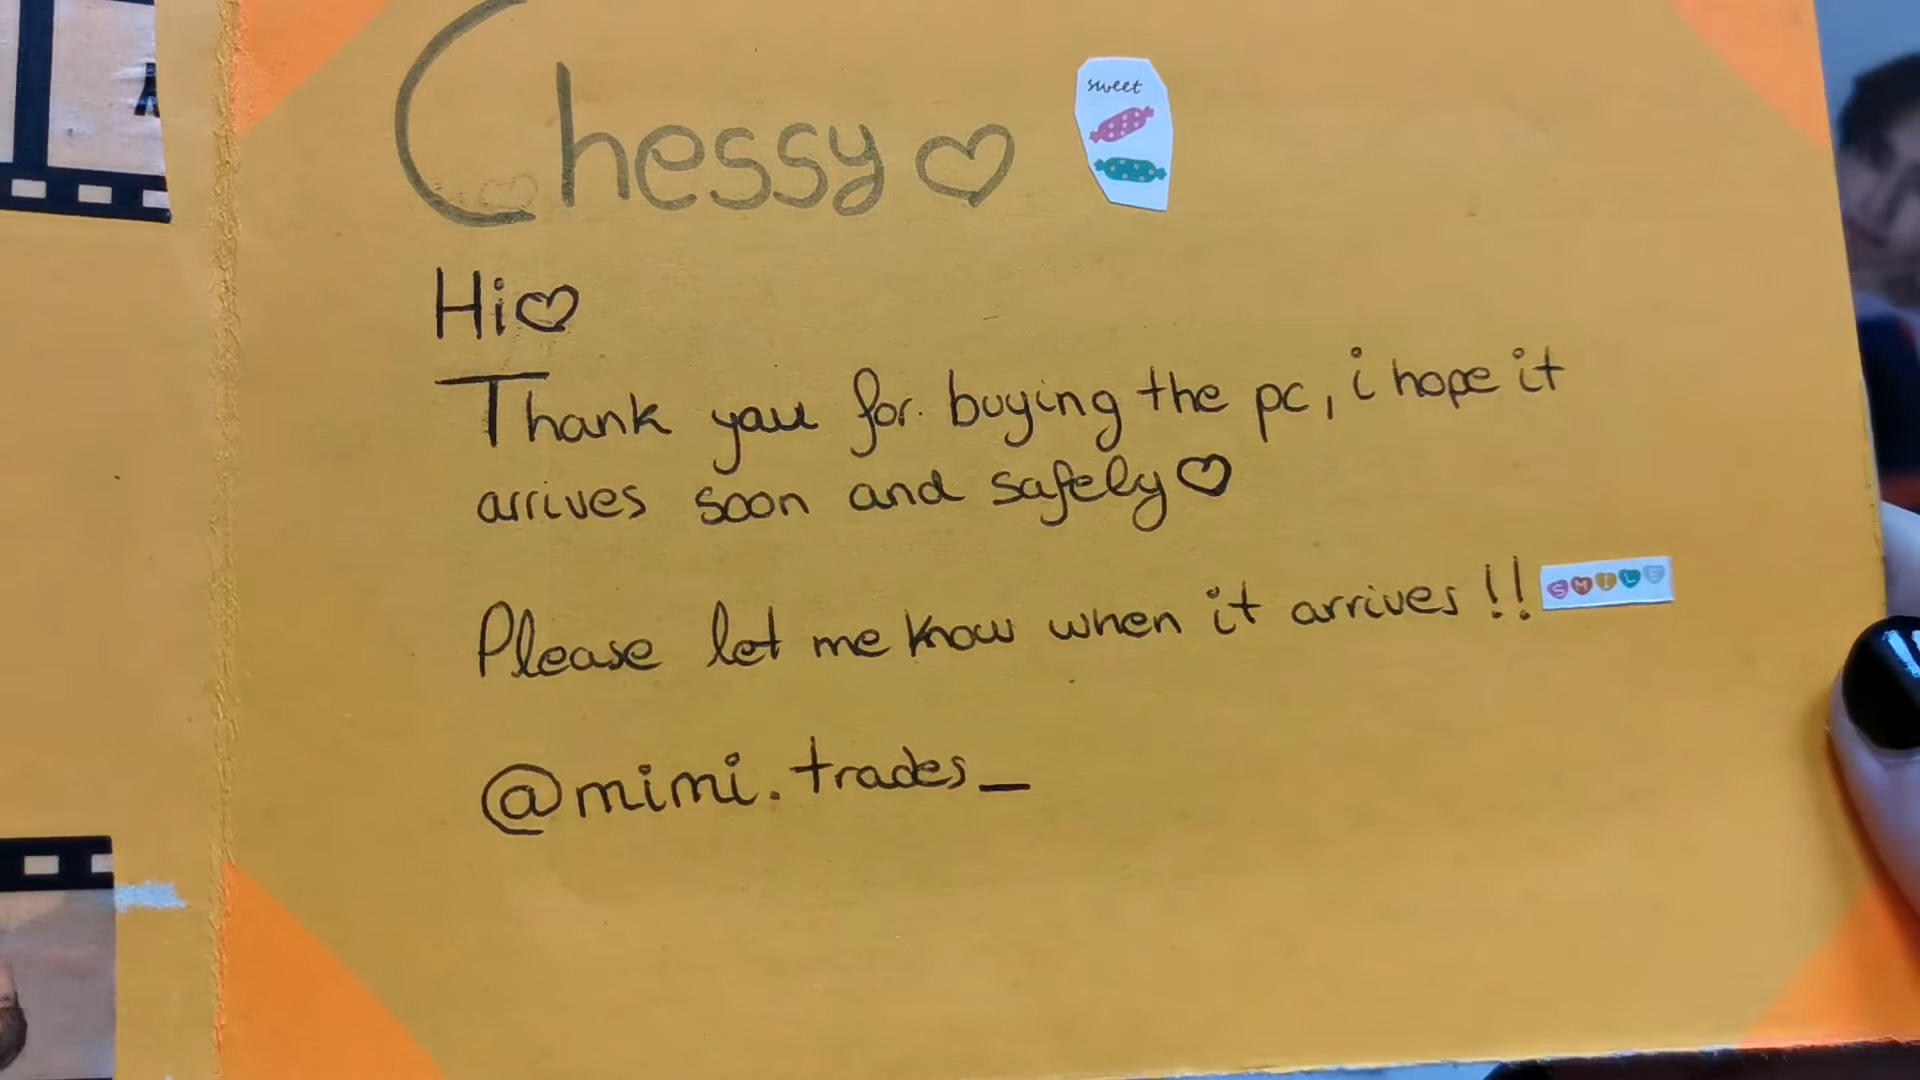 Chessy ♡
sweet
Hi♡
Thank you for buying the pc, i hope it
arrives soon and safely♡
Please let me know when it arrives!! SMILE
@mimi.trades_